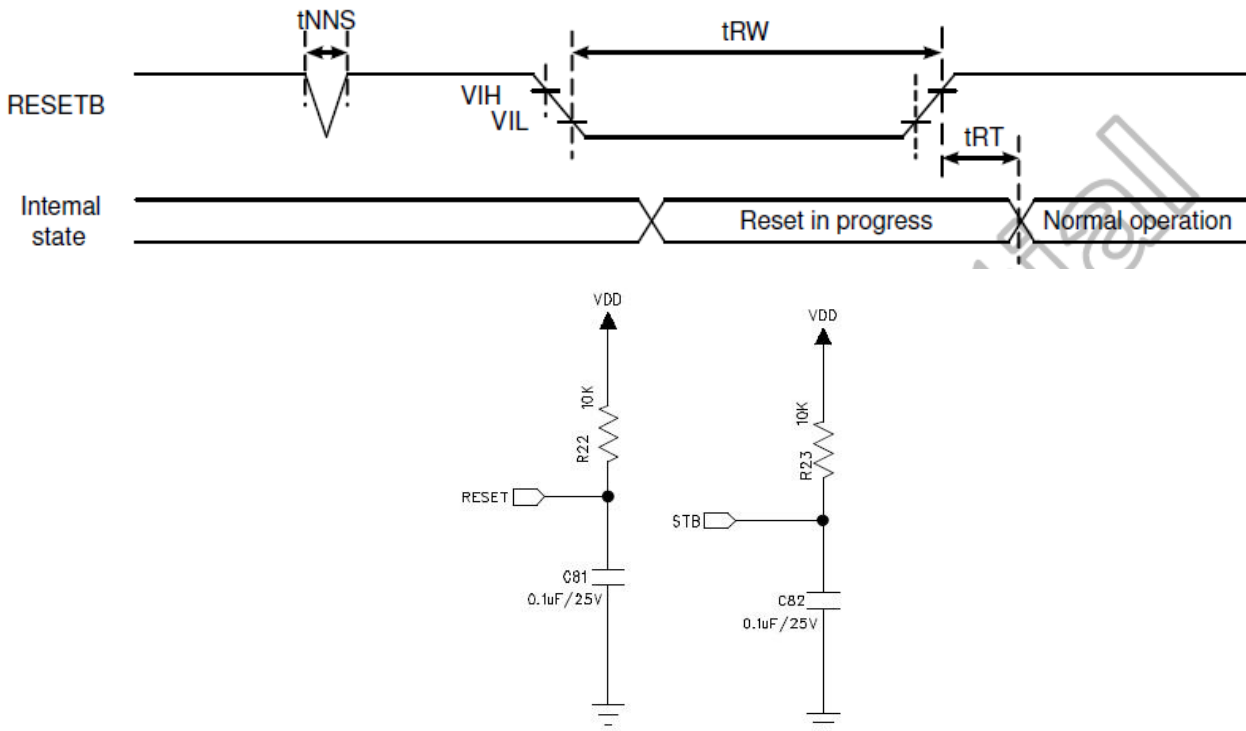 tNNS
tRW
RESETB
VIH
VIL
tRT
Internal
state
Reset in progress
Normal operation
VDD
10K
R22
RESET
C81
0.1uF/25V
VDD
10K
R23
STB
C82
0.1uF/25V